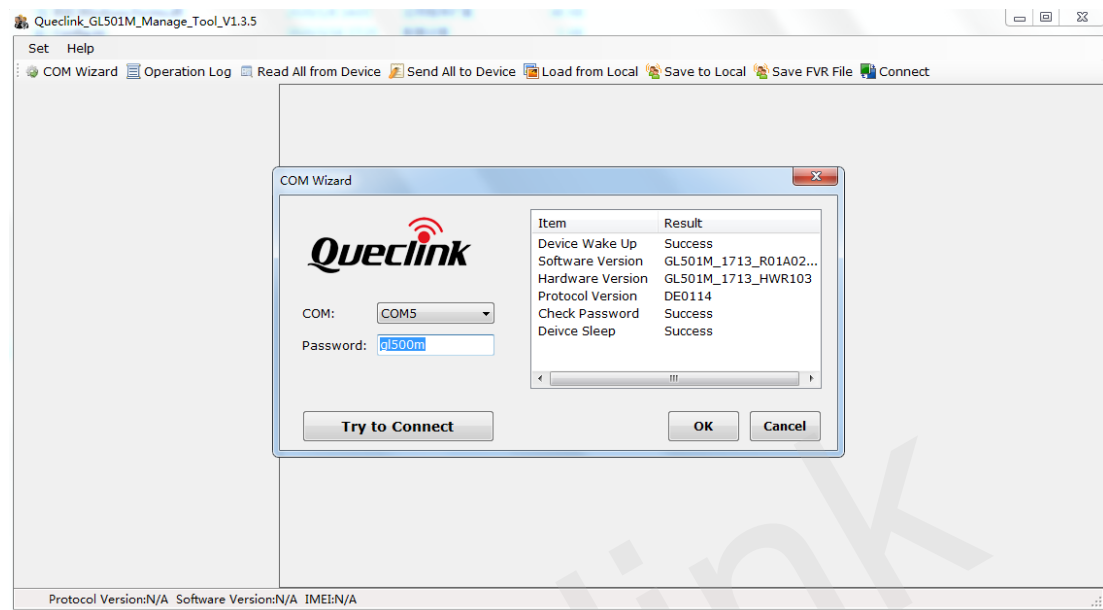 Queclink_GL501M_Manage_Tool_V1.3.5
Set Help
COM Wizard Operation Log Read All from Device Send All to Device Load from Local Save to Local Save FVR File Connect
COM Wizard
Queclink
COM: COM5
Password: gl500m
Try to Connect
Item Result
Device Wake Up Success
Software Version GL501M_1713_R01A02...
Hardware Version GL501M_1713_HWR103
Protocol Version DE0114
Check Password Success
Deivce Sleep Success
OK Cancel
Protocol Version:N/A Software Version:N/A IMEI:N/A